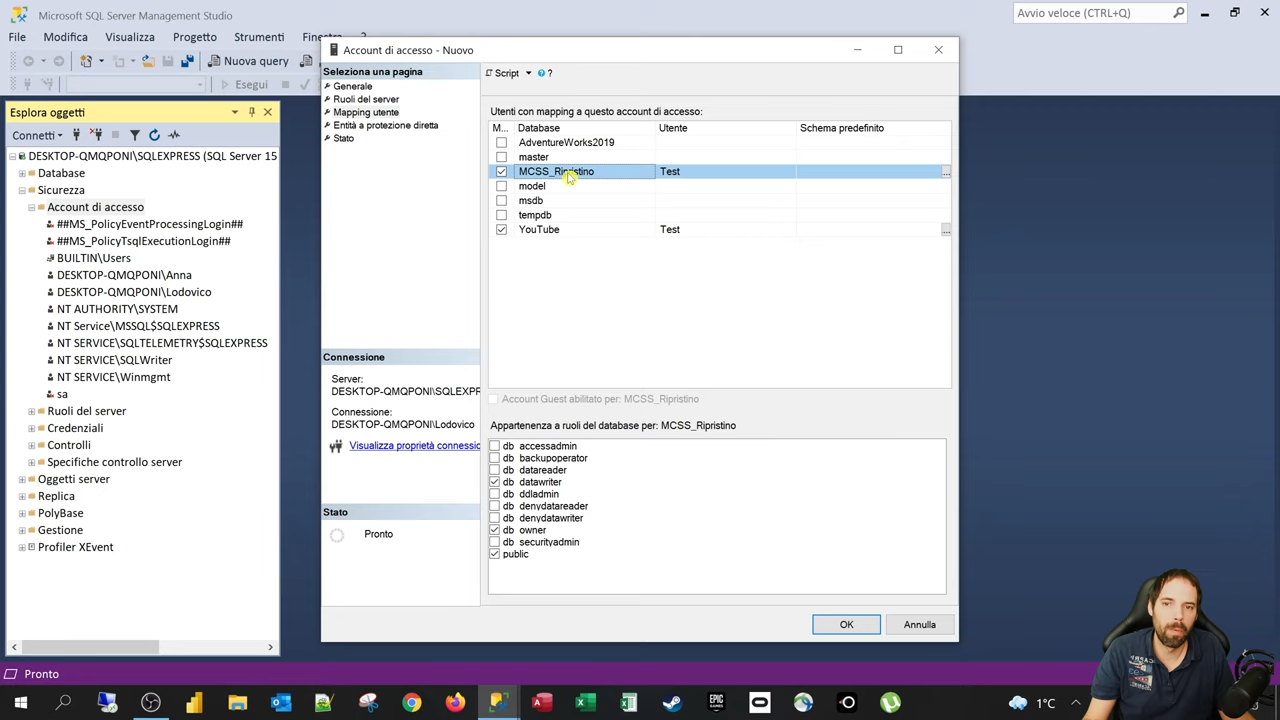 Microsoft SQL Server Management Studio
Avvio veloce (CTRL+Q)
File Modifica Visualizza Progetto Strumenti Finestra ?
Nuova query
Esegui
Esplora oggetti
Connetti
DESKTOP-QMQPONI\SQLEXPRESS (SQL Server 15
Database
Sicurezza
Account di accesso
##MS_PolicyEventProcessingLogin##
##MS_PolicyTsqlExecutionLogin##
BUILTIN\Users
DESKTOP-QMQPONI\Anna
DESKTOP-QMQPONI\Lodovico
NT AUTHORITY\SYSTEM
NT Service\MSSQL$SQLEXPRESS
NT SERVICE\SQLTELEMETRY$SQLEXPRESS
NT SERVICE\SQLWriter
NT SERVICE\Winmgmt
sa
Ruoli del server
Credenziali
Controlli
Specifiche controllo server
Oggetti server
Replica
PolyBase
Gestione
Profiler XEvent
Account di accesso - Nuovo
Seleziona una pagina
Generale
Ruoli del server
Mapping utente
Entità a protezione diretta
Stato
Connessione
Server:
DESKTOP-QMQPONI\SQLEXPR
Connessione:
DESKTOP-QMQPONI\Lodovico
Visualizza proprietà connessic
Stato
Pronto
Script ?
Utenti con mapping a questo account di accesso:
M... Database Utente Schema predefinito
AdventureWorks2019
master
MCSS_Ripristino Test ...
model
msdb
tempdb
YouTube Test ...
Account Guest abilitato per: MCSS_Ripristino
Appartenenza a ruoli del database per: MCSS_Ripristino
db_accessadmin
db_backupoperator
db_datareader
db_datawriter
db_ddladmin
db_denydatareader
db_denydatawriter
db_owner
db_securityadmin
public
OK Annulla
Pronto
EPIC GAMES
1°C